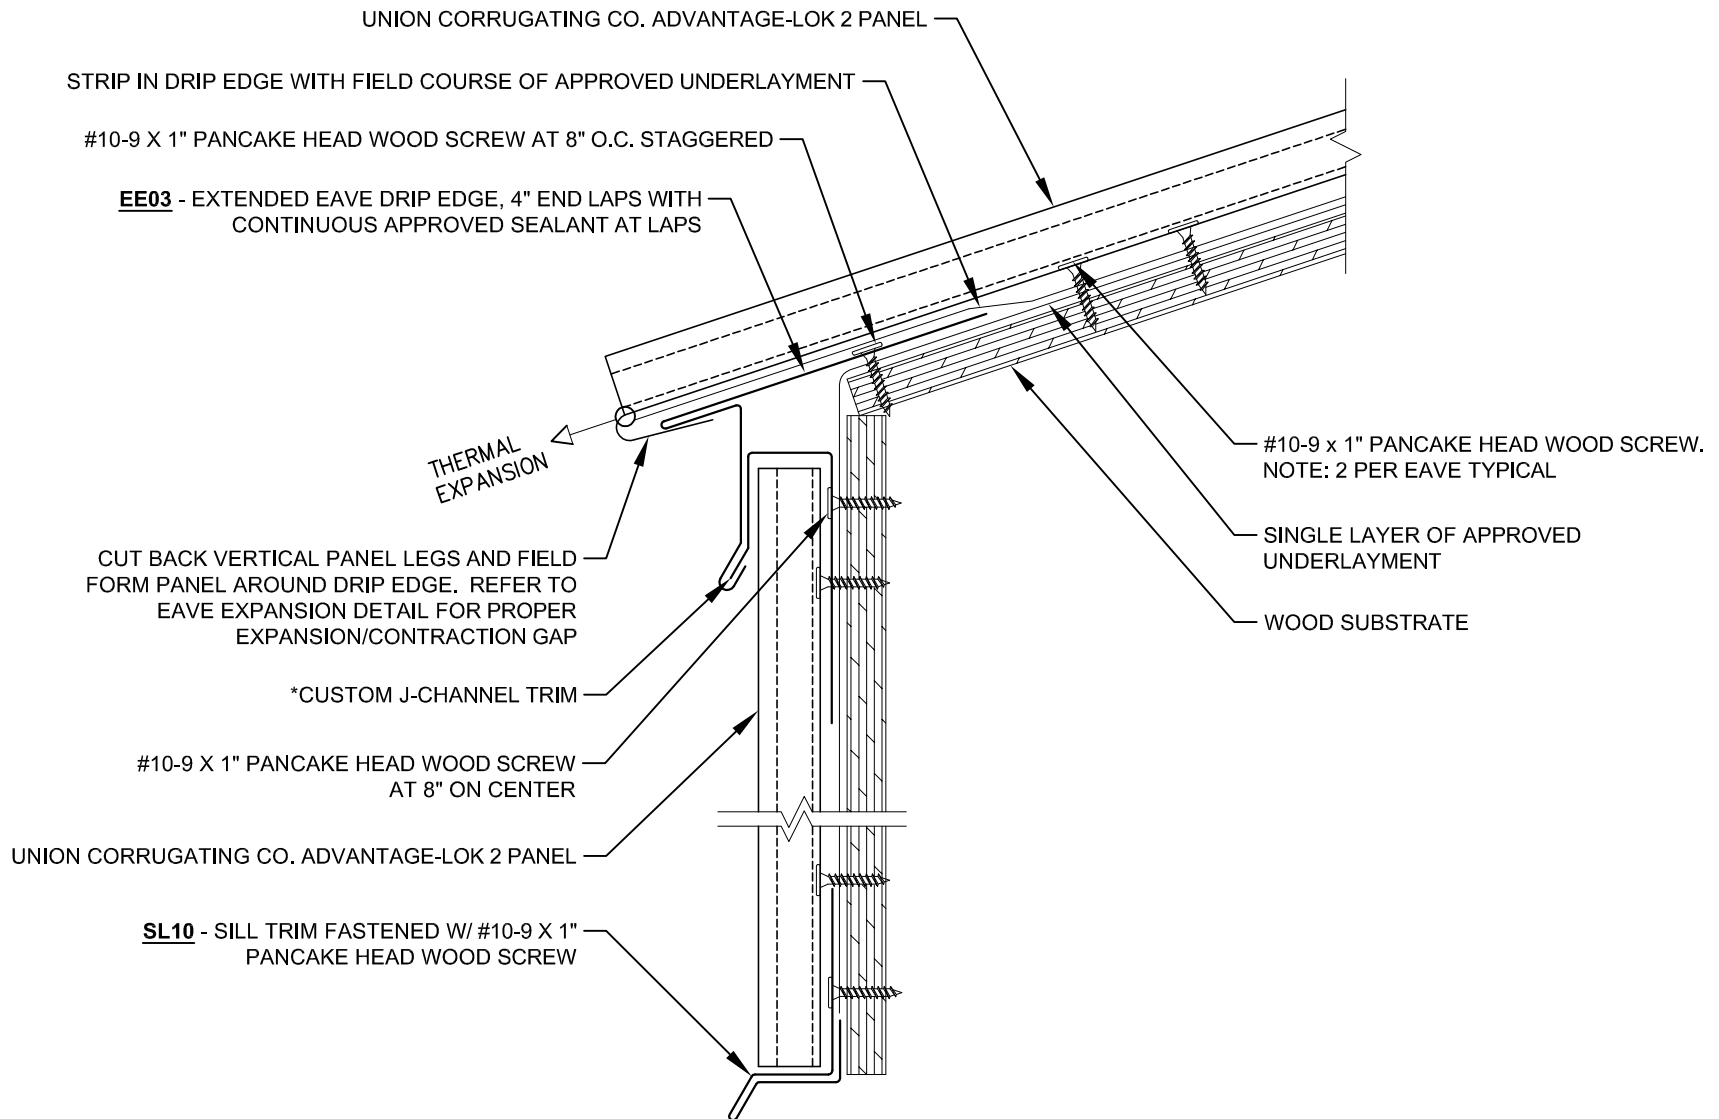 UNION CORRUGATING CO. ADVANTAGE-LOK 2 PANEL
STRIP IN DRIP EDGE WITH FIELD COURSE OF APPROVED UNDERLAYMENT
#10-9 X 1" PANCAKE HEAD WOOD SCREW AT 8" O.C. STAGGERED
EE03 - EXTENDED EAVE DRIP EDGE, 4" END LAPS WITH
CONTINUOUS APPROVED SEALANT AT LAPS
THERMAL
EXPANSION
#10-9 x 1" PANCAKE HEAD WOOD SCREW.
NOTE: 2 PER EAVE TYPICAL
SINGLE LAYER OF APPROVED
UNDERLAYMENT
WOOD SUBSTRATE
CUT BACK VERTICAL PANEL LEGS AND FIELD
FORM PANEL AROUND DRIP EDGE. REFER TO
EAVE EXPANSION DETAIL FOR PROPER
EXPANSION/CONTRACTION GAP
*CUSTOM J-CHANNEL TRIM
#10-9 X 1" PANCAKE HEAD WOOD SCREW
AT 8" ON CENTER
UNION CORRUGATING CO. ADVANTAGE-LOK 2 PANEL
SL10 - SILL TRIM FASTENED W/ #10-9 X 1"
PANCAKE HEAD WOOD SCREW